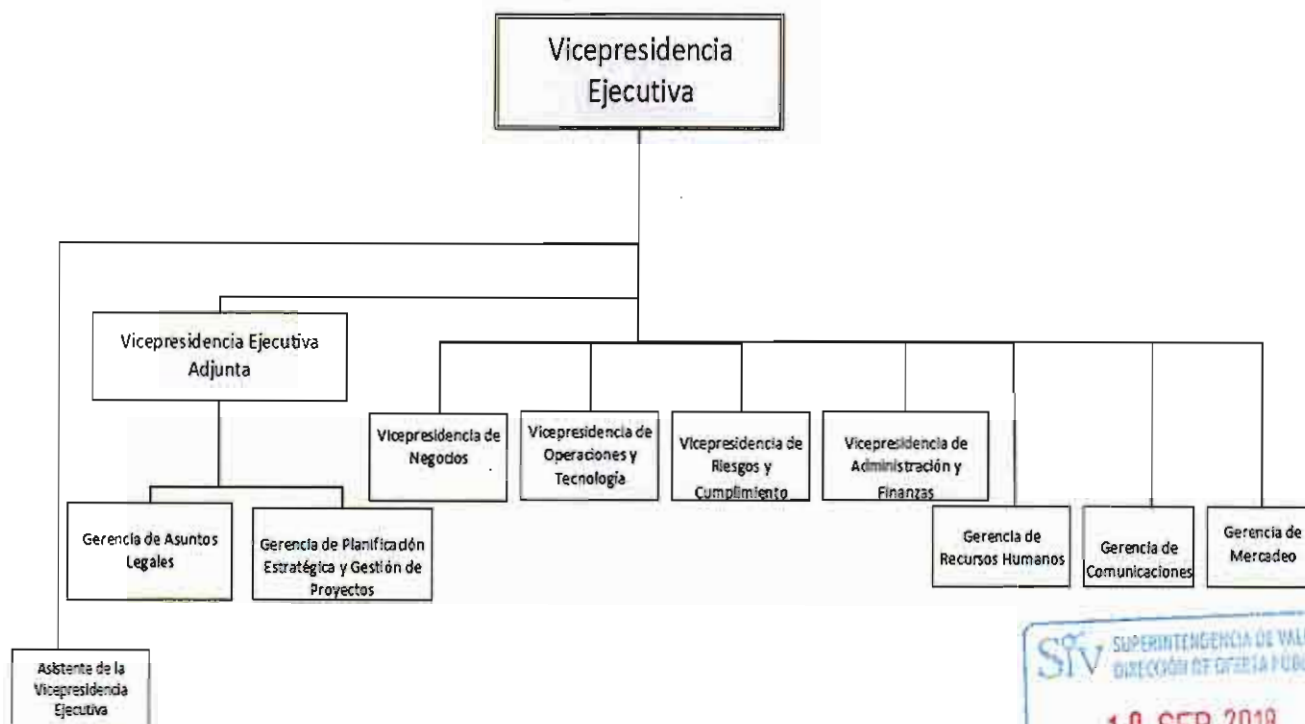 Vicepresidencia
Ejecutiva
Vicepresidencia Ejecutiva
Adjunta
Vicepresidencia de
Negocios
Vicepresidencia de
Operaciones y
Tecnología
Vicepresidencia de
Riesgos y
Cumplimiento
Vicepresidencia de
Administración y
Finanzas
Gerencia de Asuntos
Legales
Gerencia de Planificación
Estratégica y Gestión de
Proyectos
Gerencia de
Recursos Humanos
Gerencia de
Comunicaciones
Gerencia de
Mercadeo
Asistente de la
Vicepresidencia
Ejecutiva
SIV SUPERINTENDENCIA DE
DIRECCIÓN DE OFERTA
SEP 2019